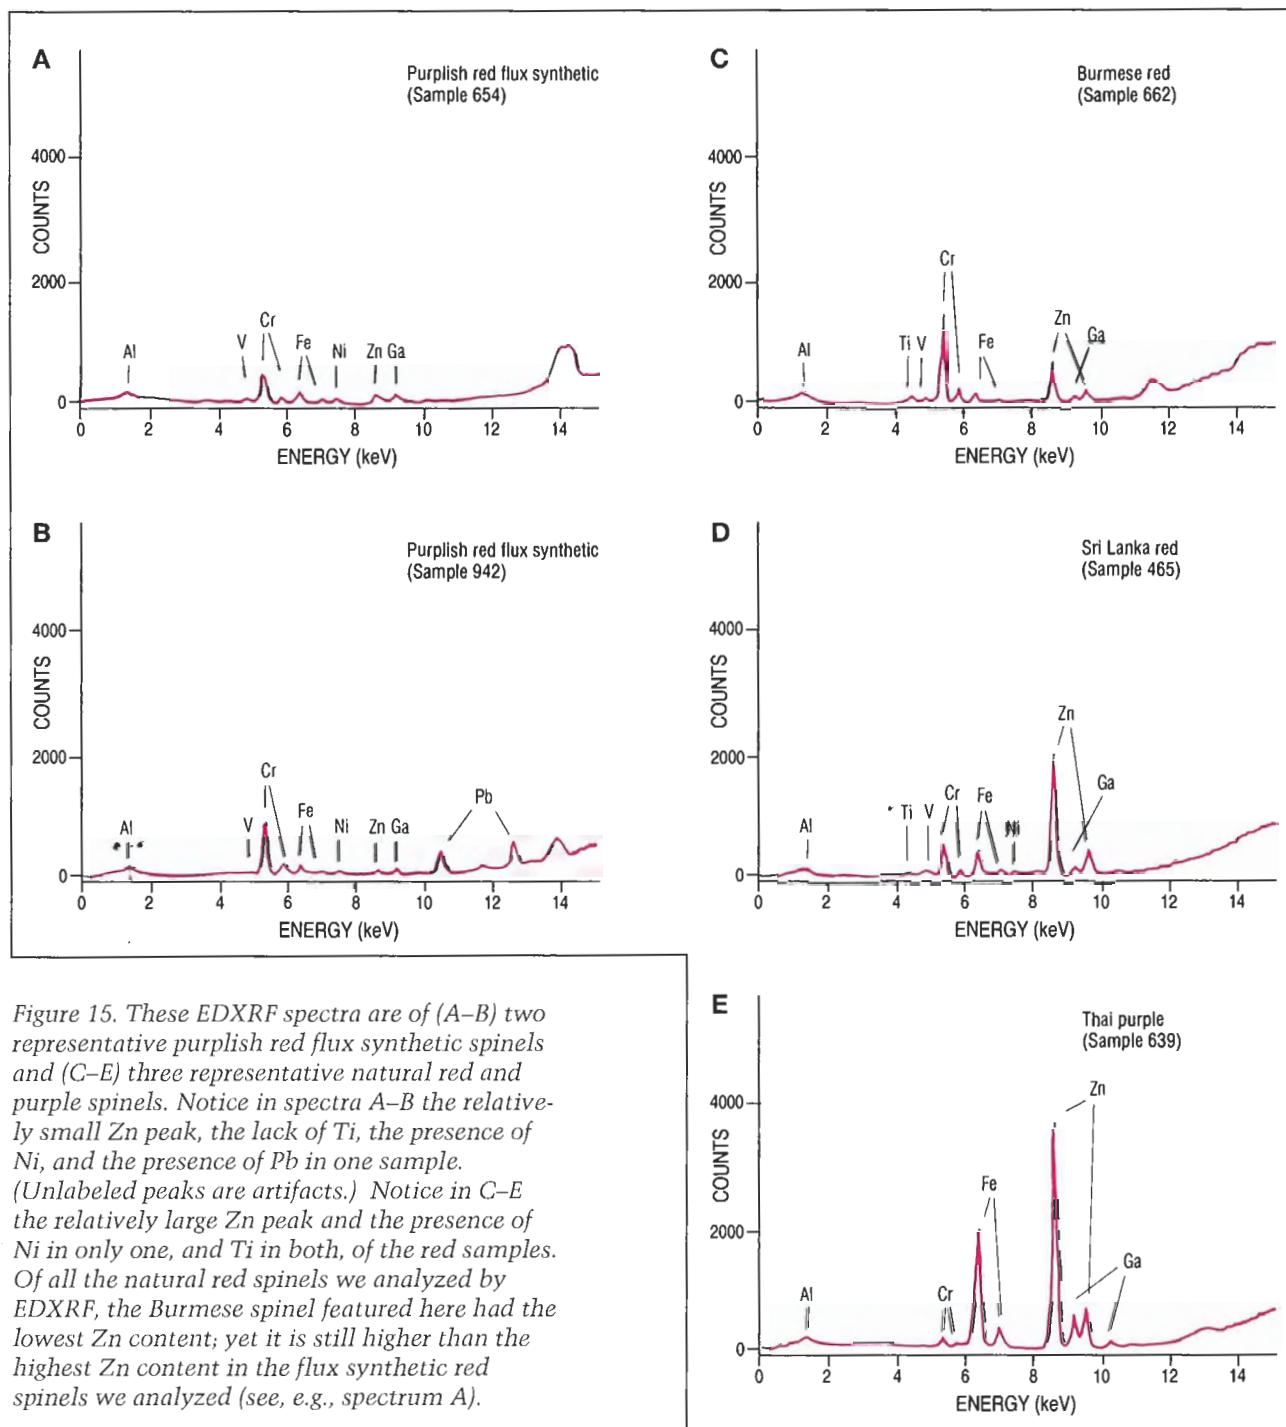 A
Purplish red flux synthetic
(Sample 654)
COUNTS
4000
2000
0
Al
V
Cr
Fe
Ni
Zn
Ga
0 2 4 6 8 10 12 14
ENERGY (keV)
B
Purplish red flux synthetic
(Sample 942)
COUNTS
4000
2000
0
Al
V
Cr
Fe
Ni
Zn
Ga
Pb
0 2 4 6 8 10 12 14
ENERGY (keV)
C
Burmese red
(Sample 662)
COUNTS
4000
2000
0
Al
Ti
V
Cr
Fe
Zn
Ga
0 2 4 6 8 10 12 14
ENERGY (keV)
D
Sri Lanka red
(Sample 465)
COUNTS
4000
2000
0
Al
Ti
V
Cr
Fe
Ni
Zn
Ga
0 2 4 6 8 10 12 14
ENERGY (keV)
E
Thai purple
(Sample 639)
COUNTS
4000
2000
0
Al
Cr
Fe
Zn
Ga
0 2 4 6 8 10 12 14
ENERGY (keV)
Figure 15. These EDXRF spectra are of (A–B) two
representative purplish red flux synthetic spinels
and (C–E) three representative natural red and
purple spinels. Notice in spectra A–B the relative-
ly small Zn peak, the lack of Ti, the presence of
Ni, and the presence of Pb in one sample.
(Unlabeled peaks are artifacts.) Notice in C–E
the relatively large Zn peak and the presence of
Ni in only one, and Ti in both, of the red samples.
Of all the natural red spinels we analyzed by
EDXRF, the Burmese spinel featured here had the
lowest Zn content; yet it is still higher than the
highest Zn content in the flux synthetic red
spinels we analyzed (see, e.g., spectrum A).